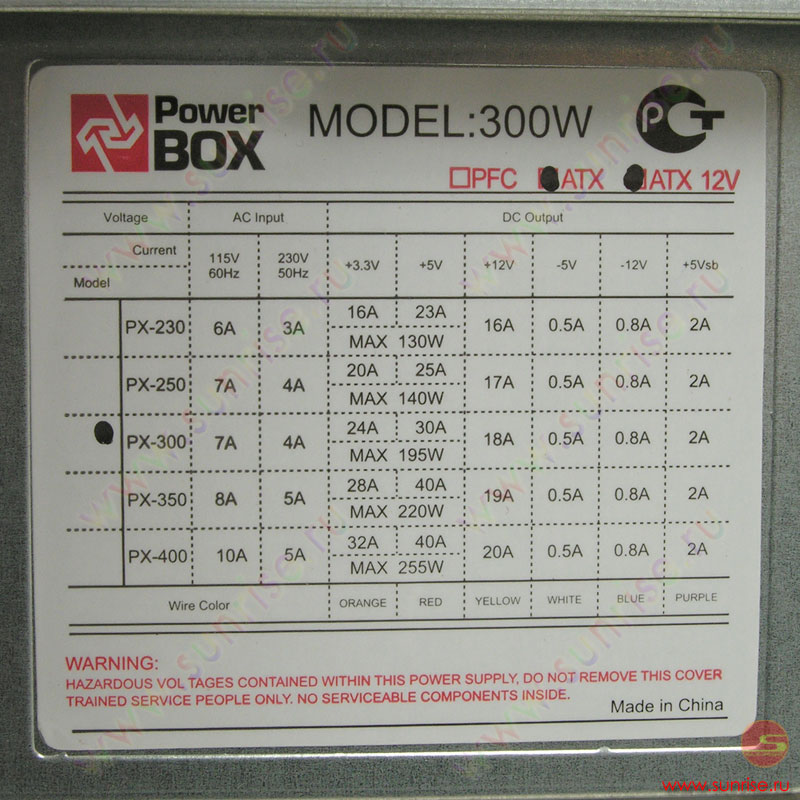 Power
BOX
MODEL:300W
PCT
PFC ATX ATX 12V
Voltage AC Input DC Output
Current 115V 60Hz 230V 50Hz +3.3V +5V +12V -5V -12V +5Vsb
Model
PX-230 6A 3A 16A 23A 16A 0.5A 0.8A 2A
MAX 130W
PX-250 7A 4A 20A 25A 17A 0.5A 0.8A 2A
MAX 140W
PX-300 7A 4A 24A 30A 18A 0.5A 0.8A 2A
MAX 195W
PX-350 8A 5A 28A 40A 19A 0.5A 0.8A 2A
MAX 220W
PX-400 10A 5A 32A 40A 20A 0.5A 0.8A 2A
MAX 255W
Wire Color ORANGE RED YELLOW WHITE BLUE PURPLE
WARNING:
HAZARDOUS VOL TAGES CONTAINED WITHIN THIS POWER SUPPLY, DO NOT REMOVE THIS COVER
TRAINED SERVICE PEOPLE ONLY. NO SERVICEABLE COMPONENTS INSIDE.
Made in China
S
www.sunrise.ru